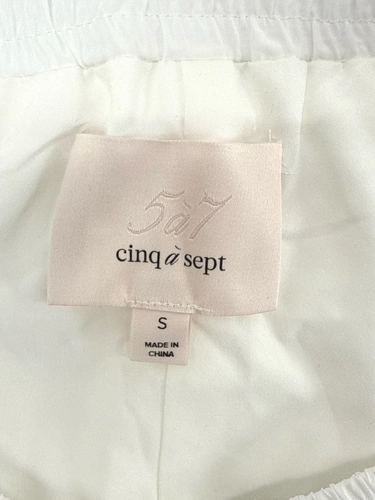 5à7
cinq à sept
S
MADE IN
CHINA